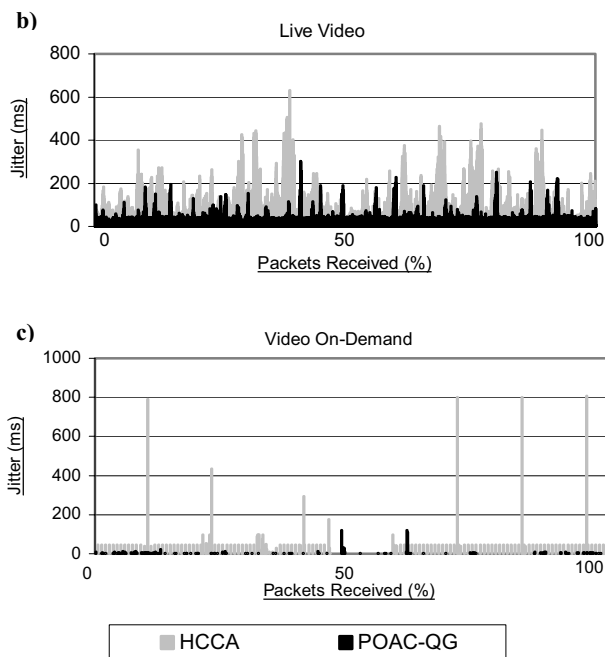 b)
Live Video
800
600
400
200
0
Jitter (ms)
0 50 100
Packets Received (%)
c)
Video On-Demand
1000
800
600
400
200
0
Jitter (ms)
0 50 100
Packets Received (%)
HCCA POAC-QG